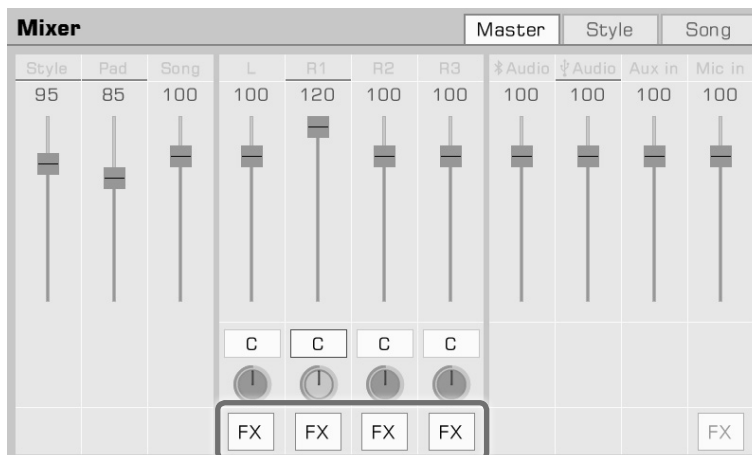 Mixer Master Style Song
Style Pad Song L R1 R2 R3 Audio Audio Aux in Mic in
95 85 100 100 120 100 100 100 100 100 100
C C C C
FX FX FX FX FX